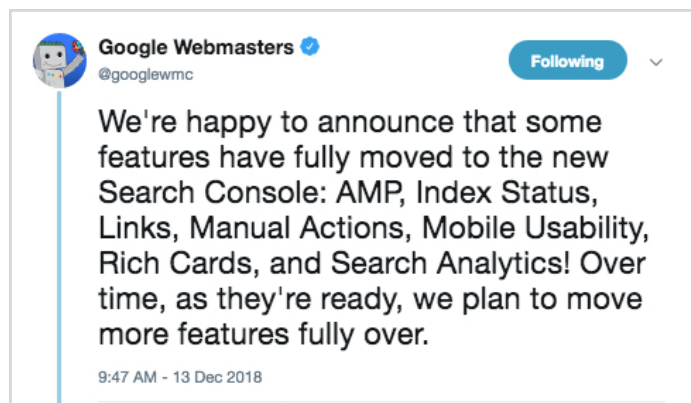 Google Webmasters
@googlewmc
Following
We're happy to announce that some
features have fully moved to the new
Search Console: AMP, Index Status,
Links, Manual Actions, Mobile Usability,
Rich Cards, and Search Analytics! Over
time, as they're ready, we plan to move
more features fully over.
9:47 AM - 13 Dec 2018